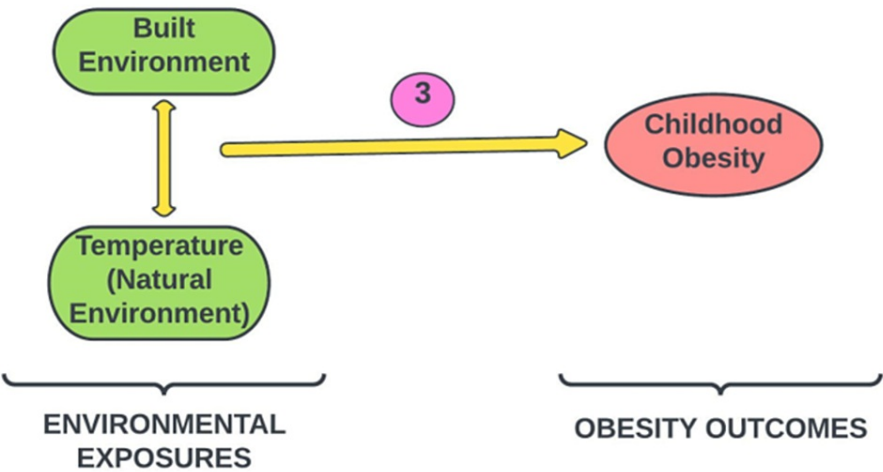 Built
Environment
3
Childhood
Obesity
Temperature
(Natural
Environment)
ENVIRONMENTAL
EXPOSURES
OBESITY OUTCOMES